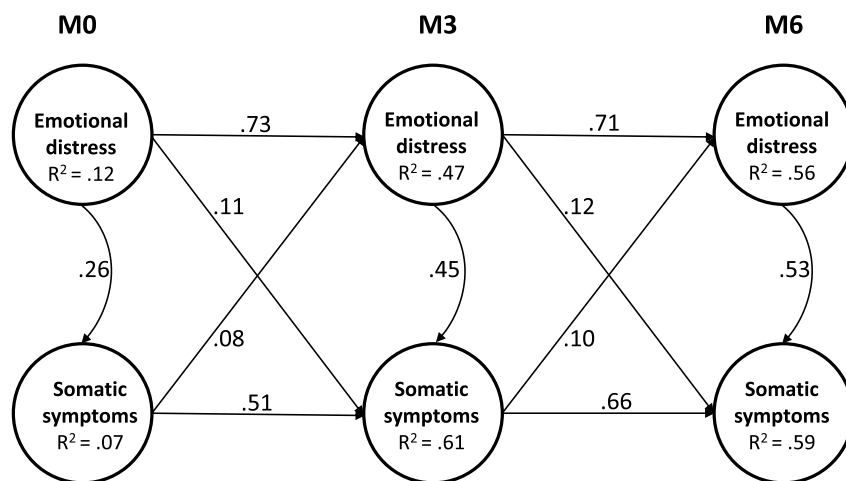 M0
M3
M6
Emotional
distress
R² = .12
.73
Emotional
distress
R² = .47
.71
Emotional
distress
R² = .56
.11
.12
.26
.45
.53
.08
.10
Somatic
symptoms
R² = .07
.51
Somatic
symptoms
R² = .61
.66
Somatic
symptoms
R² = .59